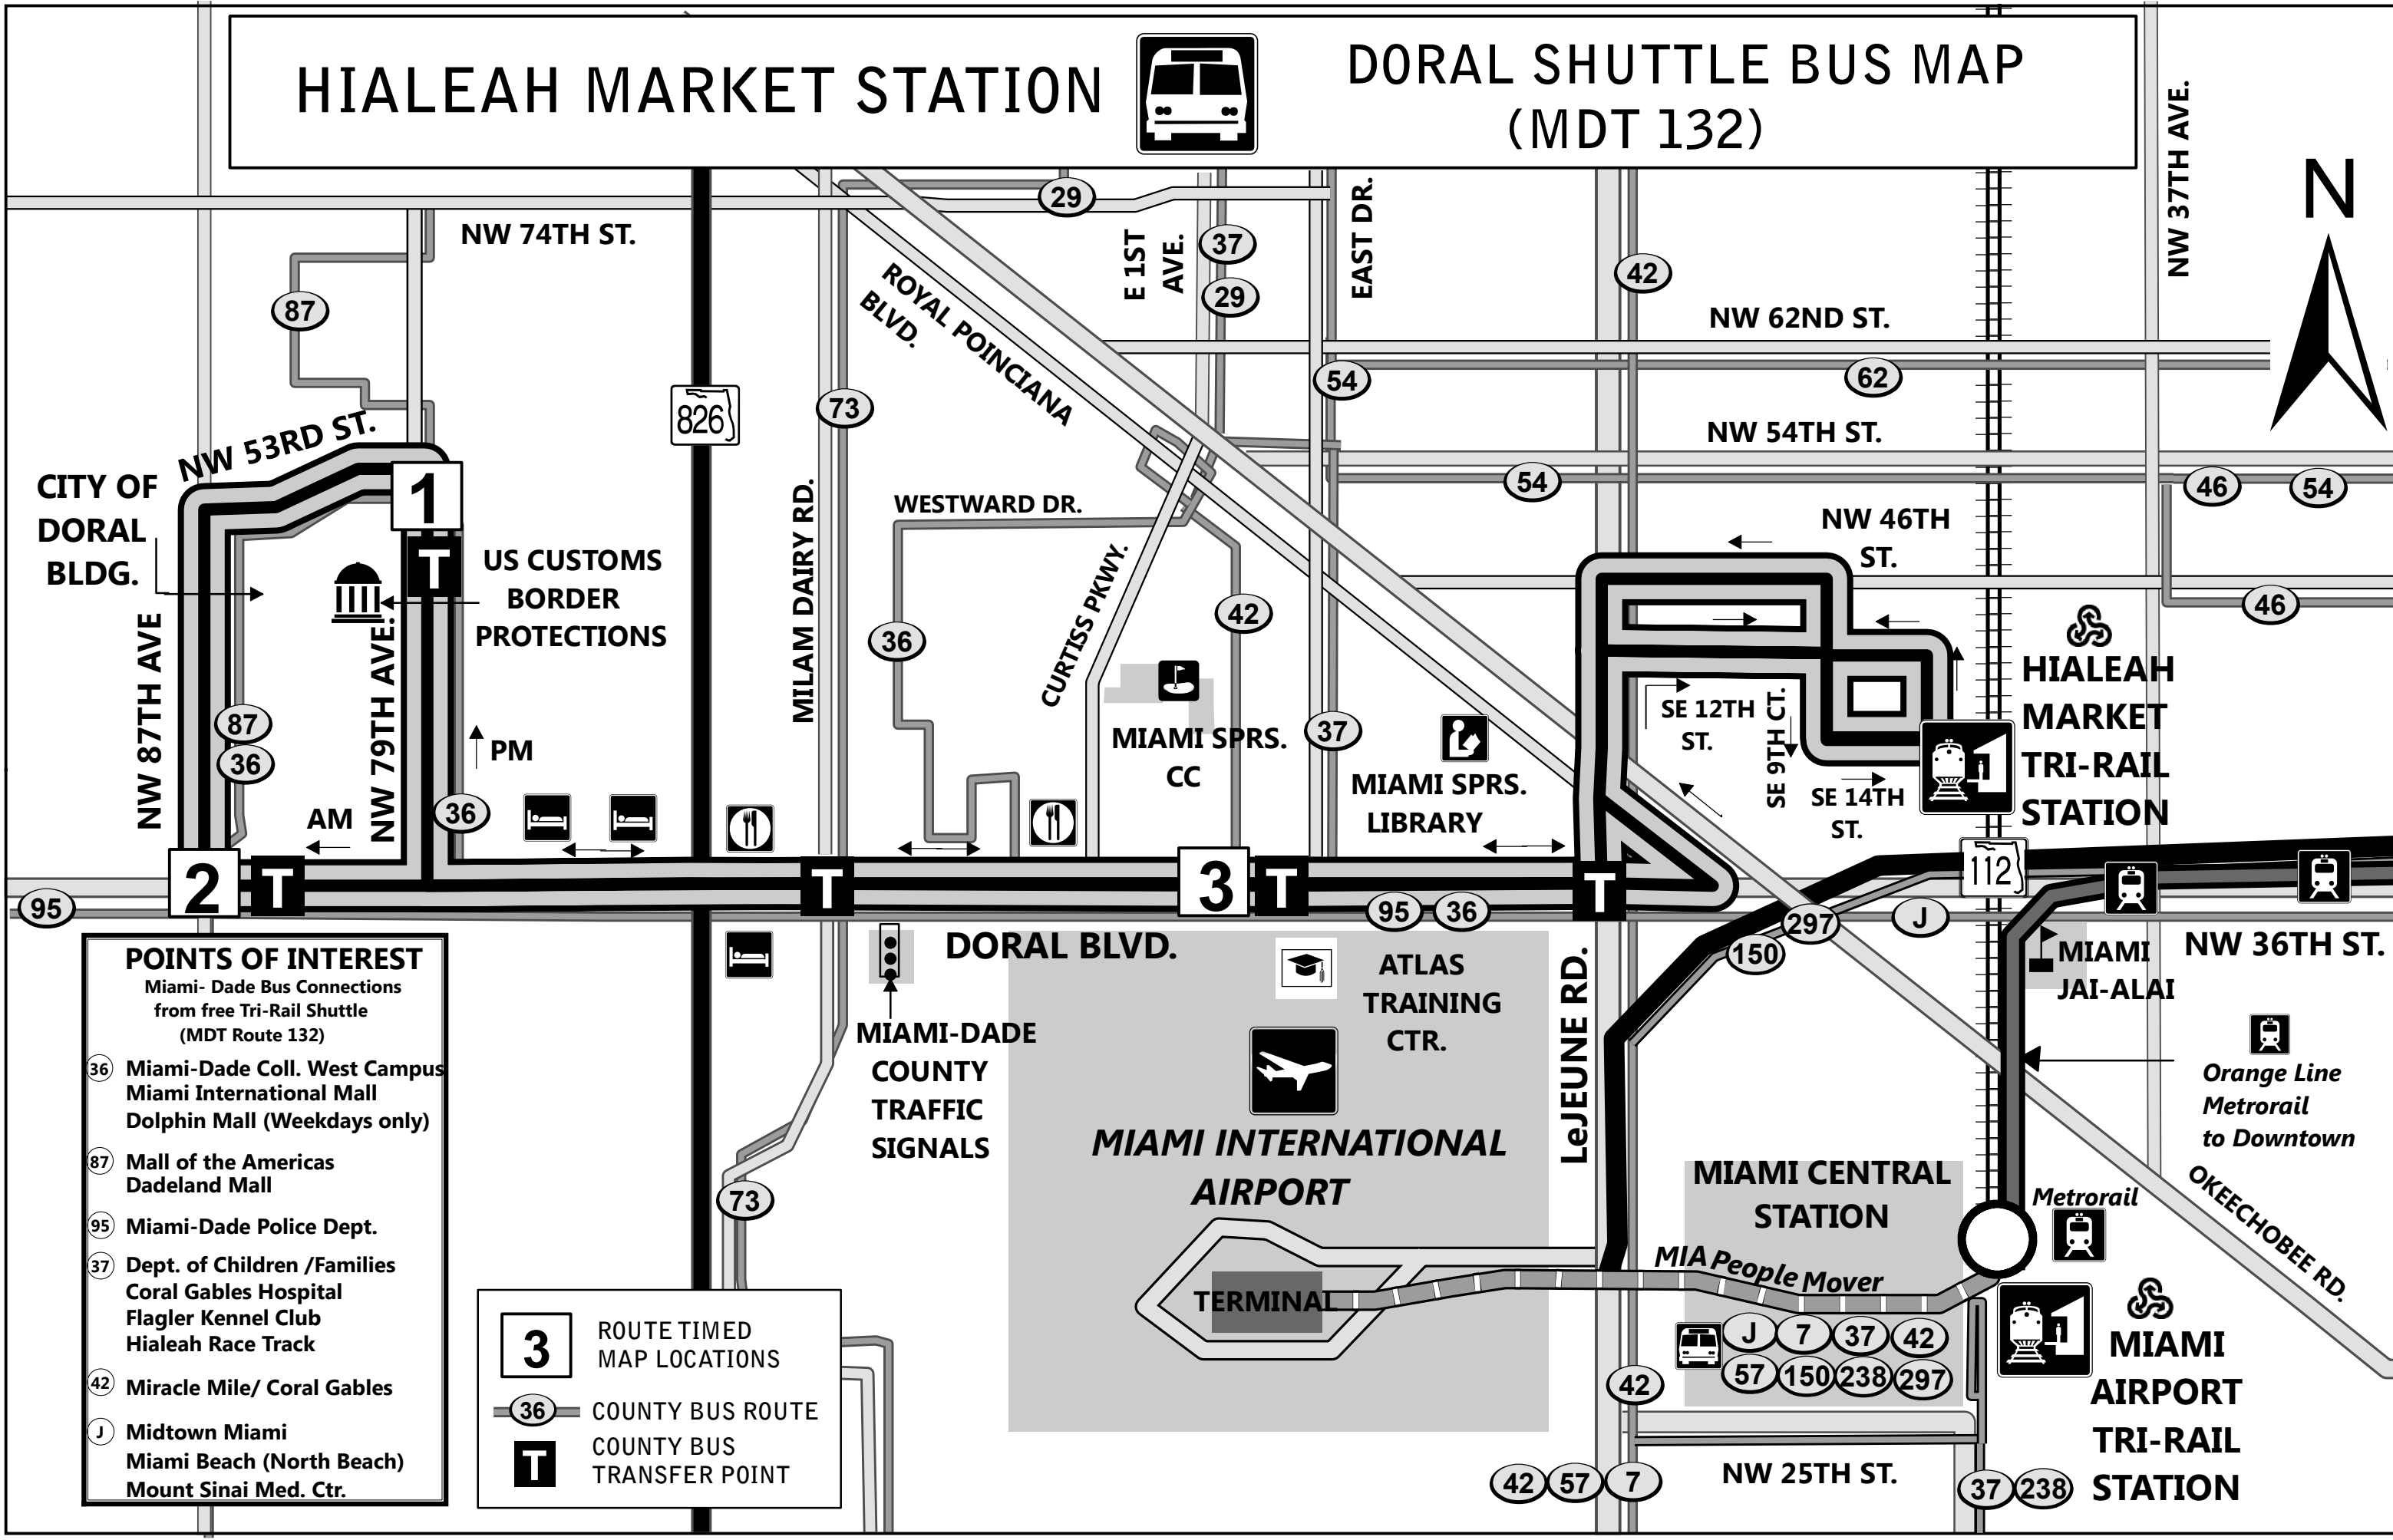 HIALEAH MARKET STATION
DORAL SHUTTLE BUS MAP
(MDT 132)
NW 37TH AVE.
N
29
NW 74TH ST.
E 1ST
AVE.
37
29
EAST DR.
42
87
ROYAL POINCIANA
BLVD.
NW 62ND ST.
826
73
54
62
NW 53RD ST.
NW 54TH ST.
CITY OF
DORAL
BLDG.
1
T
54
46
54
WESTWARD DR.
NW 46TH
ST.
US CUSTOMS
BORDER
PROTECTIONS
MILAM DAIRY RD.
CURTISS PKWY.
36
42
46
NW 87TH AVE
NW 79TH AVE.
87
36
PM
AM
36
MIAMI SPRS.
CC
37
MIAMI SPRS.
LIBRARY
SE 12TH
ST.
SE 9TH CT.
SE 14TH
ST.
HIALEAH
MARKET
TRI-RAIL
STATION
2
T
T
3
T
T
112
95
95
36
297
150
J
DORAL BLVD.
NW 36TH ST.
MIAMI
JAI-ALAI
ATLAS
TRAINING
CTR.
LeJEUNE RD.
MIAMI-DADE
COUNTY
TRAFFIC
SIGNALS
MIAMI INTERNATIONAL
AIRPORT
Orange Line
Metrorail
to Downtown
MIAMI CENTRAL
STATION
Metrorail
OKEECHOBEE RD.
73
MIA People Mover
TERMINAL
J
7
37
42
57
150
238
297
MIAMI
AIRPORT
TRI-RAIL
STATION
42
NW 25TH ST.
42
57
7
37
238
POINTS OF INTEREST
Miami- Dade Bus Connections
from free Tri-Rail Shuttle
(MDT Route 132)
36 Miami-Dade Coll. West Campus
Miami International Mall
Dolphin Mall (Weekdays only)
87 Mall of the Americas
Dadeland Mall
95 Miami-Dade Police Dept.
37 Dept. of Children /Families
Coral Gables Hospital
Flagler Kennel Club
Hialeah Race Track
42 Miracle Mile/ Coral Gables
J Midtown Miami
Miami Beach (North Beach)
Mount Sinai Med. Ctr.
3 ROUTE TIMED
MAP LOCATIONS
36 COUNTY BUS ROUTE
T COUNTY BUS
TRANSFER POINT